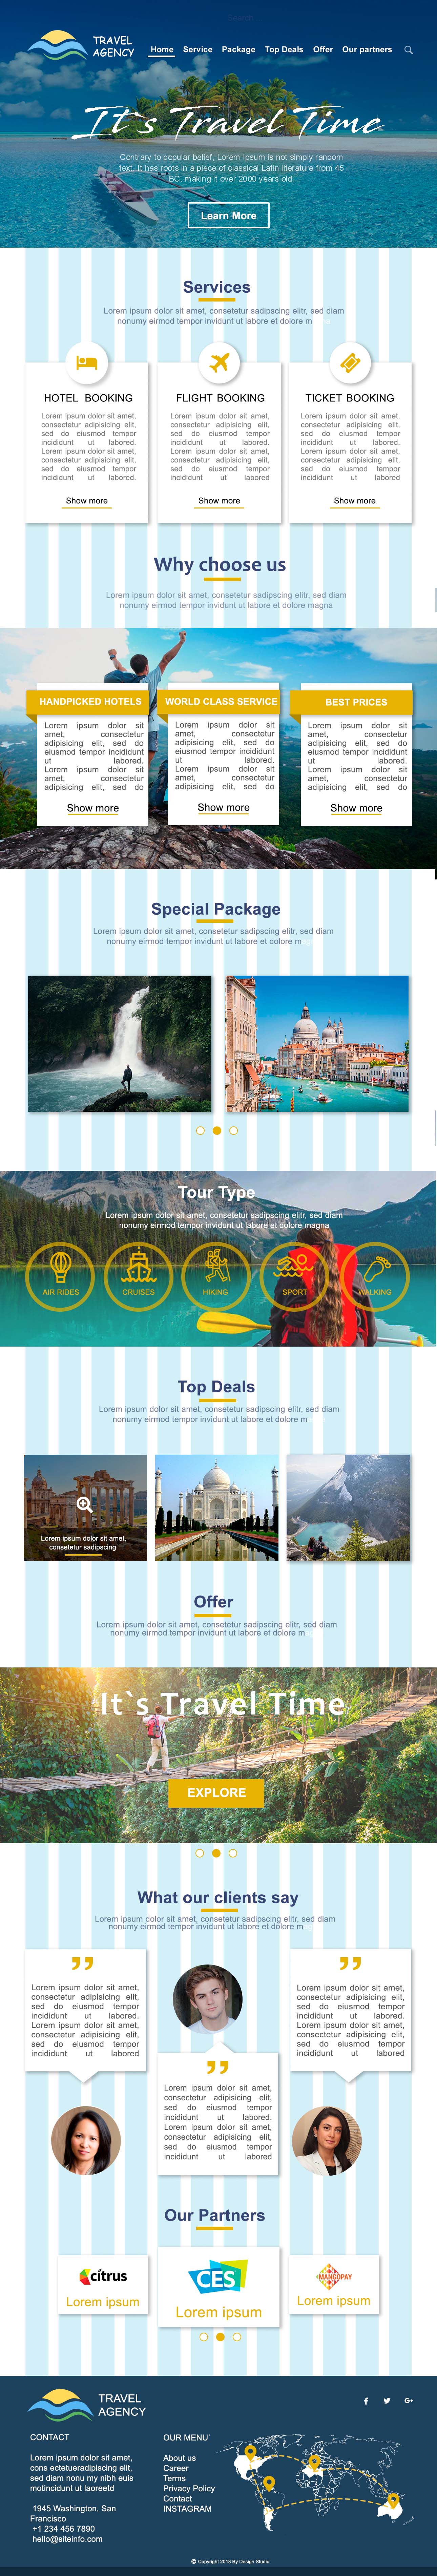 TRAVEL
AGENCY
Home Service Package Top Deals Offer Our partners
It's Travel Time
Contrary to popular belief, Lorem Ipsum is not simply random
text. It has roots in a piece of classical Latin literature from 45
BC, making it over 2000 years old.
Learn More
Services
Lorem ipsum dolor sit amet, consetetur sadipscing elitr, sed diam
nonumy eirmod tempor invidunt ut labore et dolore m
HOTEL BOOKING
Lorem ipsum dolor sit amet,
consectetur adipisicing elit,
sed do eiusmod tempor
incididunt ut labored.
Lorem ipsum dolor sit amet,
consectetur adipisicing elit,
sed do eiusmod tempor
incididunt ut labored.
Show more
FLIGHT BOOKING
Lorem ipsum dolor sit amet,
consectetur adipisicing elit,
sed do eiusmod tempor
incididunt ut labored.
Lorem ipsum dolor sit amet,
consectetur adipisicing elit,
sed do eiusmod tempor
incididunt ut labored
Show more
TICKET BOOKING
Lorem ipsum dolor sit amet,
consectetur adipisicing elit,
sed do eiusmod tempor
incididunt ut labored.
Lorem ipsum dolor sit amet,
consectetur adipisicing elit,
sed do eiusmod tempor
incididunt ut labored
Show more
Why choose us
Lorem ipsum dolor sit amet, consetetur sadipscing elitr, sed diam
nonumy eirmod tempor invidunt ut labore et dolore magna
HANDPICKED HOTELS
Lorem ipsum dolor sit
amet, consectetur
adipisicing elit, sed do
eiusmod tempor incididunt
ut labored.
Lorem ipsum dolor sit
amet, consectetur
adipisicing elit, sed do
Show more
WORLD CLASS SERVICE
Lorem ipsum dolor sit
amet, consectetur
adipisicing elit, sed do
eiusmod tempor incididunt
ut labored.
Lorem ipsum dolor sit
amet, consectetur
adipisicing elit, sed do
Show more
BEST PRICES
Lorem ipsum dolor sit
amet, consectetur
adipisicing elit, sed do
eiusmod tempor incididunt
ut labored.
Lorem ipsum dolor sit
amet, consectetur
adipisicing elit, sed do
Show more
Special Package
Lorem ipsum dolor sit amet, consetetur sadipscing elitr, sed diam
nonumy eirmod tempor invidunt ut labore et dolore m
Tour Type
Lorem ipsum dolor sit amet, consetetur sadipscing elitr, sed diam
nonumy eirmod tempor invidunt ut labore et dolore magna
AIR RIDES CRUISES HIKING SPORT WALKING
Top Deals
Lorem ipsum dolor sit amet, consetetur sadipscing elitr, sed diam
nonumy eirmod tempor invidunt ut labore et dolore m
Lorem ipsum dolor sit amet,
consetetur sadipscing
Offer
Lorem ipsum dolor sit amet, consetetur sadipscing elitr, sed diam
nonumy eirmod tempor invidunt ut labore et dolore m
It`s Travel Time
EXPLORE
What our clients say
Lorem ipsum dolor sit amet, consetetur sadipscing elitr, sed diam
nonumy eirmod tempor invidunt ut labore et dolore m
Lorem ipsum dolor sit amet,
consectetur adipisicing elit,
sed do eiusmod tempor
incididunt ut labored.
Lorem ipsum dolor sit amet,
consectetur adipisicing elit,
sed do eiusmod tempor
incididunt ut labored
Lorem ipsum dolor sit amet,
consectetur adipisicing elit,
sed do eiusmod tempor
incididunt ut labored.
Lorem ipsum dolor sit amet,
consectetur adipisicing elit,
sed do eiusmod tempor
incididunt ut labored
Lorem ipsum dolor sit amet,
consectetur adipisicing elit,
sed do eiusmod tempor
incididunt ut labored.
Lorem ipsum dolor sit amet,
consectetur adipisicing elit,
sed do eiusmod tempor
incididunt ut labored
Our Partners
citrus
Lorem ipsum
CES
Lorem ipsum
MANGOPAY
Lorem ipsum
TRAVEL
AGENCY
CONTACT
Lorem ipsum dolor sit amet,
cons ectetueradipiscing elit,
sed diam nonu my nibh euis
motincidunt ut laoreetd
1945 Washington, San
Francisco
+1 234 456 7890
hello@siteinfo.com
OUR MENU'
About us
Career
Terms
Privacy Policy
Contact
INSTAGRAM
© Copyright 2018 By Design Studio